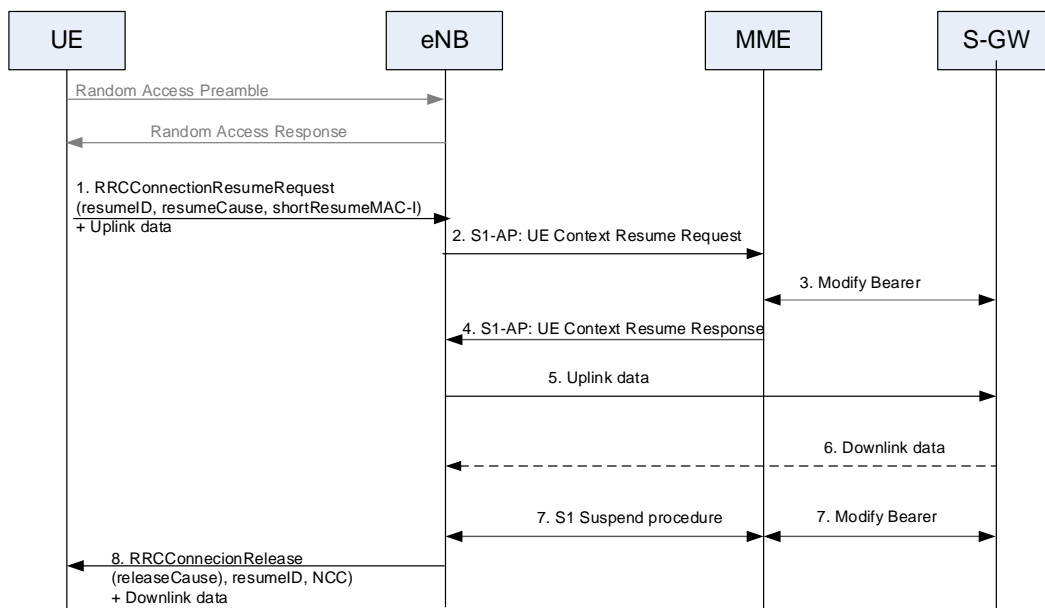 UE
eNB
MME
S-GW
Random Access Preamble
Random Access Response
1. RRCConnectionResumeRequest
(resumeID, resumeCause, shortResumeMAC-I)
+ Uplink data
2. S1-AP: UE Context Resume Request
3. Modify Bearer
4. S1-AP: UE Context Resume Response
5. Uplink data
6. Downlink data
7. S1 Suspend procedure
7. Modify Bearer
8. RRCConnecionRelease
(releaseCause), resumeID, NCC)
+ Downlink data